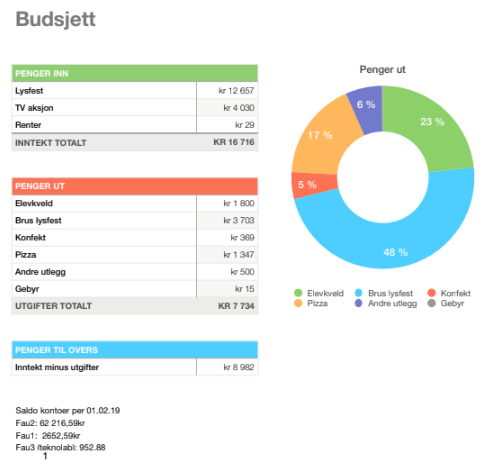 Budsjett
PENGER INN
Lysfest kr 12 657
TV aksjon kr 4 030
Renter kr 29
INNTEKT TOTALT KR 16 716
PENGER UT
Elevkveld kr 1 800
Brus lysfest kr 3 703
Konfekt kr 369
Pizza kr 1 347
Andre utlegg kr 500
Gebyr kr 15
UTGIFTER TOTALT KR 7 734
PENGER TIL OVERS
Inntekt minus utgifter kr 8 982
Penger ut
6 %
23 %
17 %
5 %
48 %
Elevkveld Brus lysfest Konfekt
Pizza Andre utlegg Gebyr
Saldo kontoer per 01.02.19
Fau2: 62 216,59kr
Fau1: 2652,59kr
Fau3 (teknolab): 952.88
1